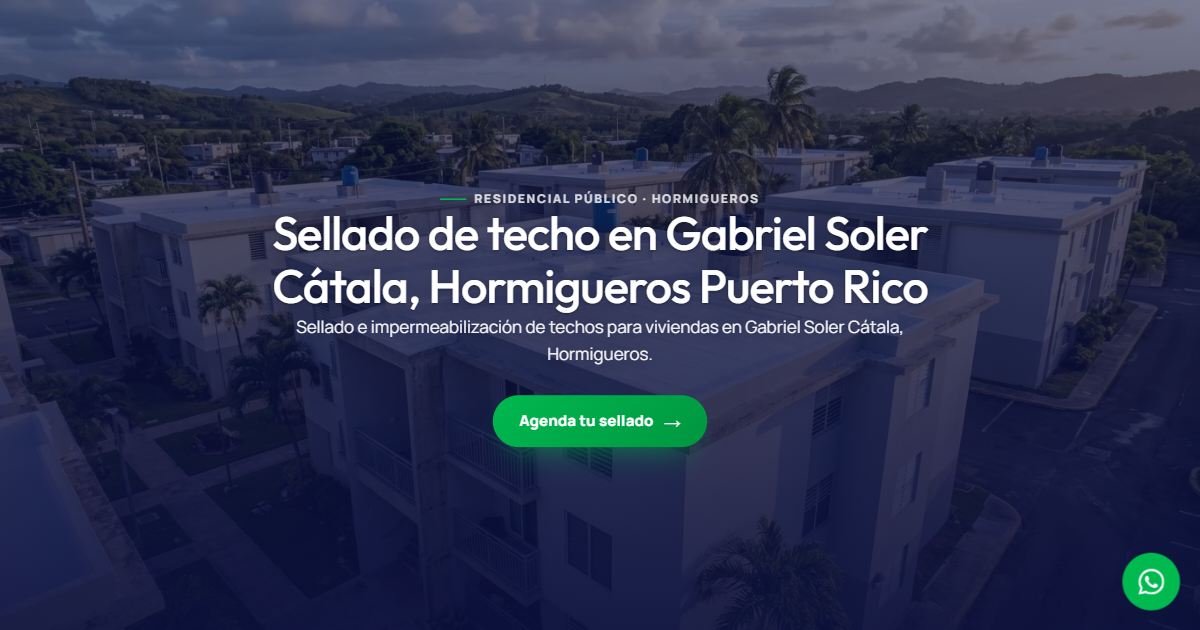 RESIDENCIAL PÚBLICO · HORMIGUEROS
Sellado de techo en Gabriel Soler
Cátala, Hormigueros Puerto Rico
Sellado e impermeabilización de techos para viviendas en Gabriel Soler Cátala,
Hormigueros.
Agenda tu sellado →